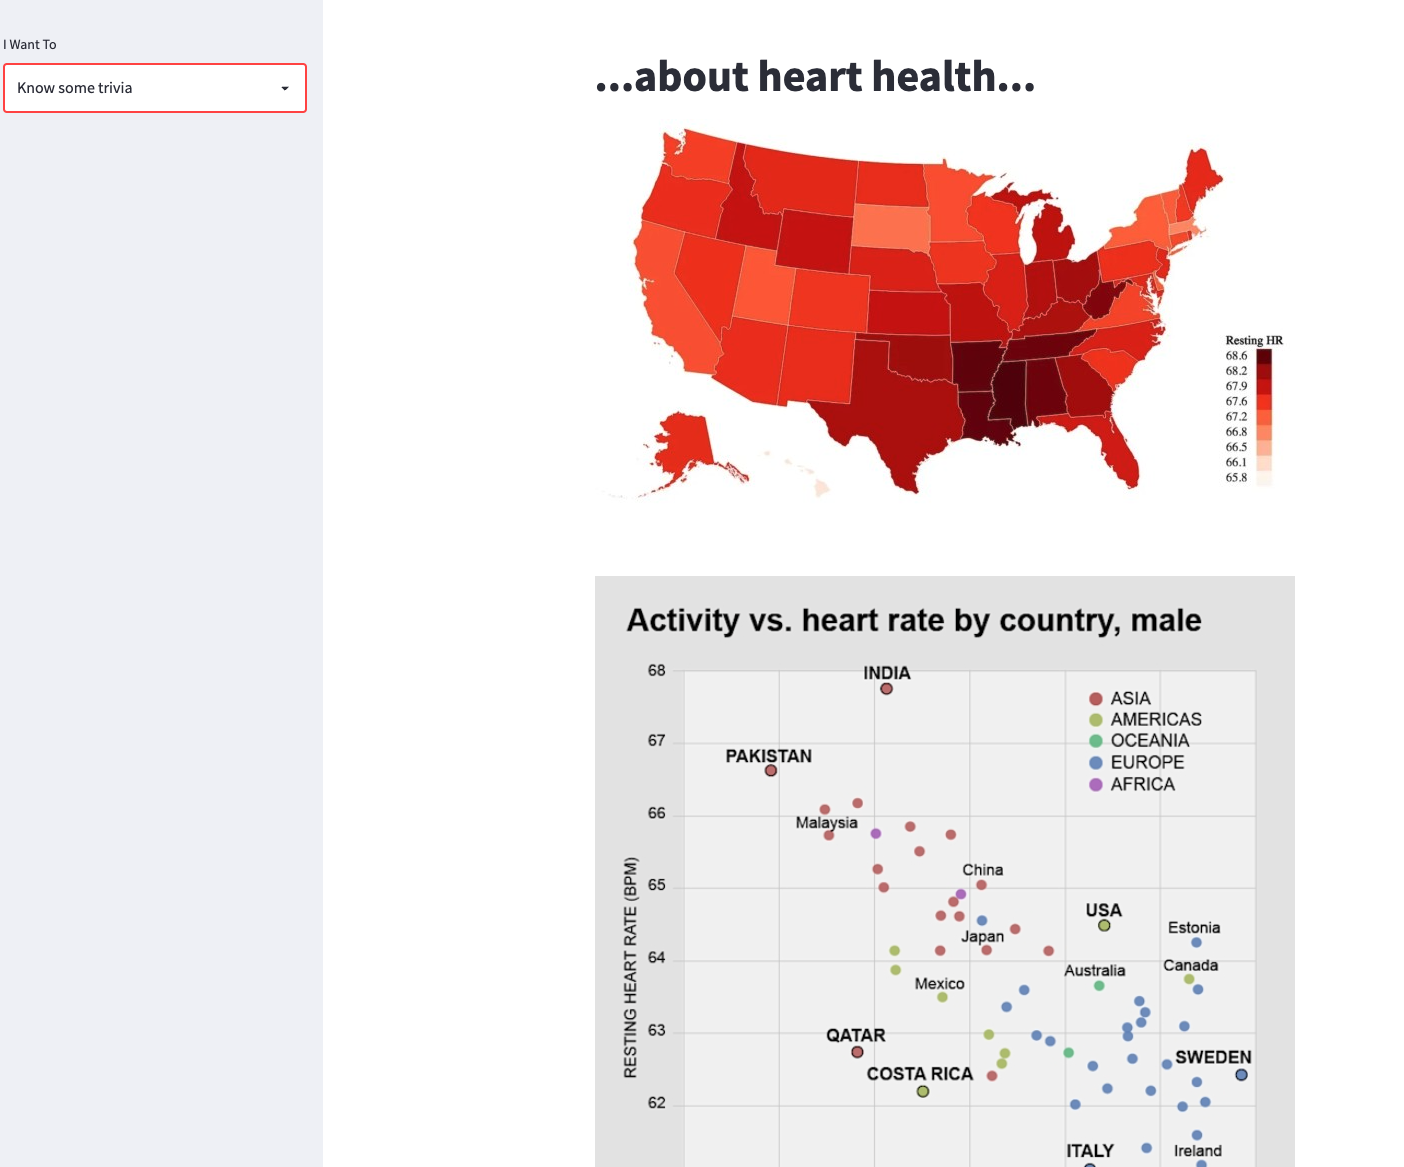 I Want To
Know some trivia
...about heart health...
Resting HR
68.6
68.2
67.9
67.6
67.2
66.8
66.5
66.1
65.8
Activity vs. heart rate by country, male
68
INDIA
ASIA
AMERICAS
67
OCEANIA
PAKISTAN
EUROPE
AFRICA
66
Malaysia
RESTING HEART RATE (BPM)
China
65
USA
Estonia
Japan
64
Canada
Australia
Mexico
63
QATAR
SWEDEN
COSTA RICA
62
ITALY
Ireland